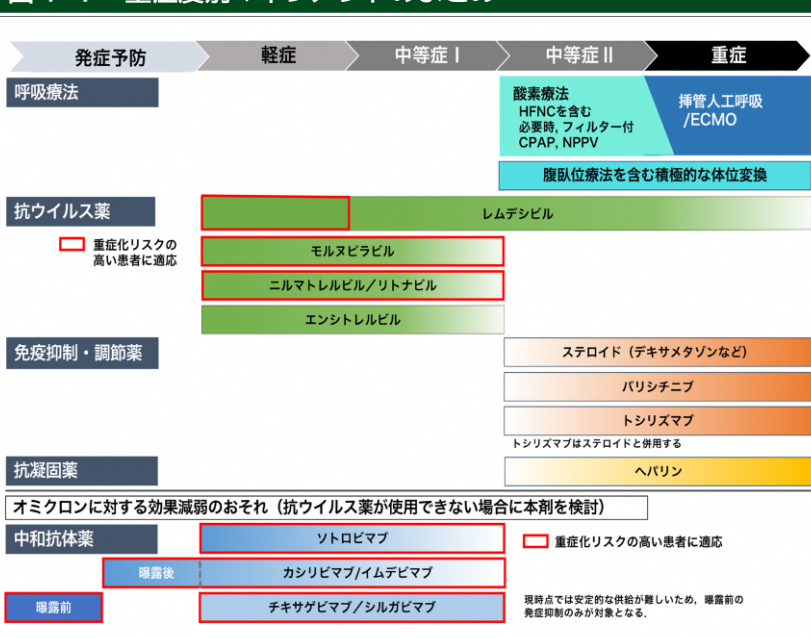 発症予防
軽症
中等症Ⅰ
中等症Ⅱ
重症
呼吸療法
酸素療法
HFNCを含む
必要時, フィルター付
CPAP, NPPV
挿管人工呼吸
/ECMO
腹臥位療法を含む積極的な体位変換
抗ウイルス薬
レムデシビル
重症化リスクの
高い患者に適応
モルヌピラビル
ニルマトレルビル／リトナビル
エンシトレルビル
免疫抑制・調節薬
ステロイド（デキサメタゾンなど）
バリシチニブ
トシリズマブ
トシリズマブはステロイドと併用する
抗凝固薬
ヘパリン
オミクロンに対する効果減弱のおそれ（抗ウイルス薬が使用できない場合に本剤を検討）
中和抗体薬
ソトロビマブ
重症化リスクの高い患者に適応
曝露後
カシリビマブ/イムデビマブ
曝露前
チキサゲビマブ／シルガビマブ
現時点では安定的な供給が難しいため，曝露前の
発症抑制のみが対象となる．